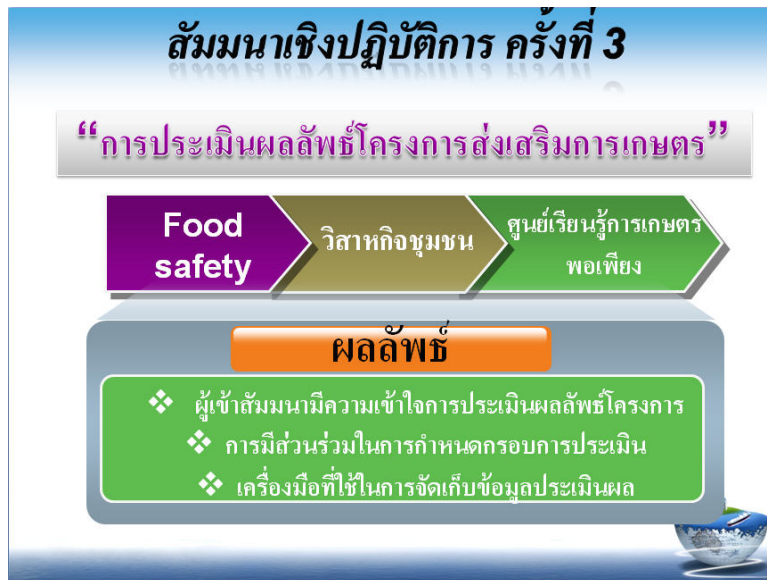 สัมมนาเชิงปฏิบัติการ ครั้งที่ 3
“การประเมินผลลัพธ์โครงการส่งเสริมการเกษตร”
Food
safety
วิสาหกิจชุมชน
ศูนย์เรียนรู้การเกษตร
พอเพียง
ผลลัพธ์
❖ ผู้เข้าสัมมนามีความเข้าใจการประเมินผลลัพธ์โครงการ
❖ การมีส่วนร่วมในการกำหนดกรอบการประเมิน
❖ เครื่องมือที่ใช้ในการจัดเก็บข้อมูลประเมินผล